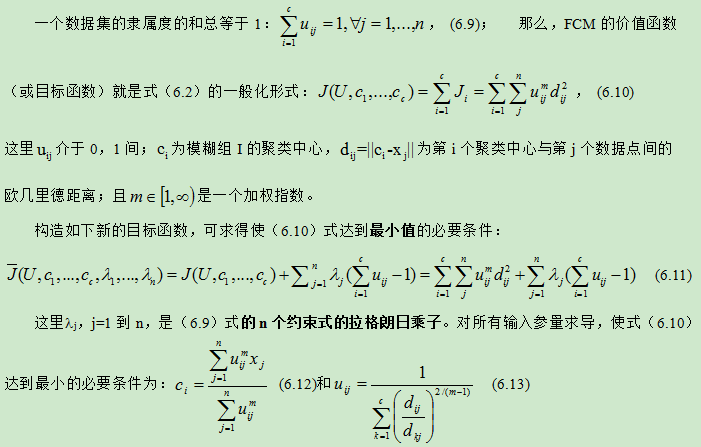 一个数据集的隶属度的和总等于 1：$\sum_{i=1}^{c} u_{ij} = 1, \forall j = 1,...,n$， (6.9)； 那么，FCM 的价值函数
（或目标函数）就是式（6.2）的一般化形式：$J(U, c_1,...,c_c) = \sum_{i=1}^{c} J_i = \sum_{i=1}^{c} \sum_{j}^{n} u_{ij}^{m} d_{ij}^{2}$， (6.10)
这里 $u_{ij}$ 介于 0，1 间；$c_i$ 为模糊组 I 的聚类中心，$d_{ij}=||c_i-x_j||$ 为第 i 个聚类中心与第 j 个数据点间的
欧几里德距离；且 $m \in [1, \infty)$ 是一个加权指数。
构造如下新的目标函数，可求得使（6.10）式达到最小值的必要条件：
$\overline{J}(U, c_1,...,c_c, \lambda_1,...,\lambda_n) = J(U, c_1,...,c_c) + \sum_{j=1}^{n} \lambda_j (\sum_{i=1}^{c} u_{ij} - 1) = \sum_{i=1}^{c} \sum_{j}^{n} u_{ij}^{m} d_{ij}^{2} + \sum_{j=1}^{n} \lambda_j (\sum_{i=1}^{c} u_{ij} - 1)$ (6.11)
这里λj，j=1 到 n，是（6.9）式的 n 个约束式的拉格朗日乘子。对所有输入参量求导，使式（6.10）
达到最小的必要条件为：$c_i = \frac{\sum_{j=1}^{n} u_{ij}^{m} x_j}{\sum_{j=1}^{n} u_{ij}^{m}}$ (6.12)和 $u_{ij} = \frac{1}{\sum_{k=1}^{c} \left( \frac{d_{ij}}{d_{kj}} \right)^{2/(m-1)}}$ (6.13)